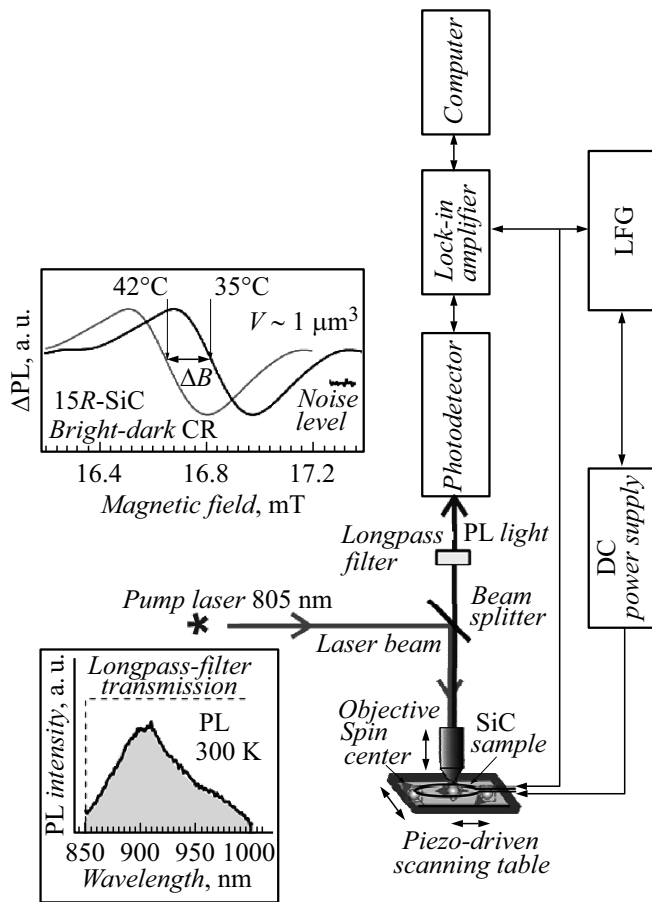 Computer
Lock-in
amplifier
LFG
Photodetector
DC
power supply
42°C
35°C
V ~ 1 μm³
ΔB
15R-SiC
Bright-dark CR
Noise
level
ΔPL, a. u.
16.4
16.8
17.2
Magnetic field, mT
Longpass
filter
PL light
Beam
splitter
Pump laser 805 nm
Laser beam
Longpass-filter
transmission
PL
300 K
PL intensity, a. u.
850
900
950
1000
Wavelength, nm
Objective
Spin
center
SiC
sample
Piezo-driven
scanning table